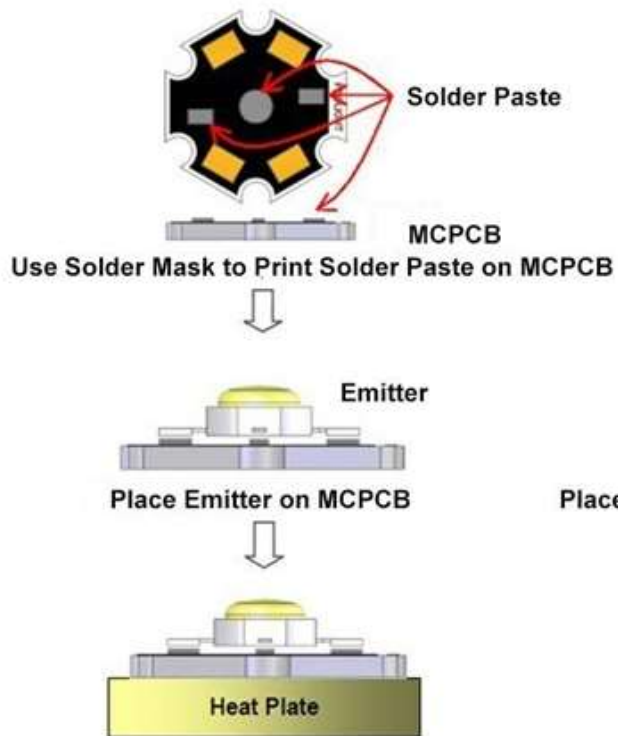 Solder Paste
MCPCB
Use Solder Mask to Print Solder Paste on MCPCB
Emitter
Place Emitter on MCPCB
Place
Heat Plate